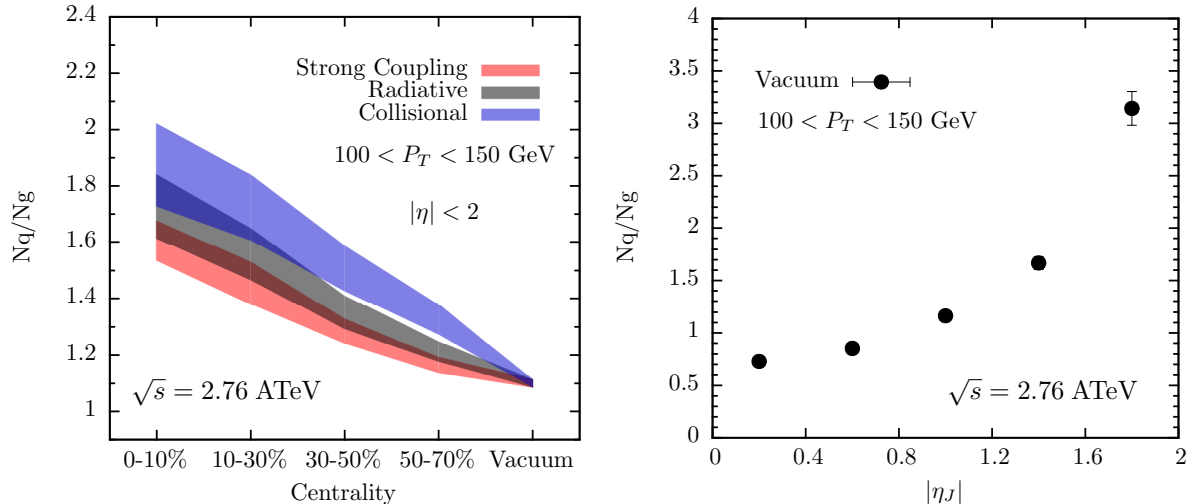 2.4
2.2
2
1.8
1.6
1.4
1.2
1
Nq/Ng
Strong Coupling
Radiative
Collisional
100 < P_T < 150 GeV
|η| < 2
√s = 2.76 ATeV
0-10% 10-30% 30-50% 50-70% Vacuum
Centrality
4
3.5
3
2.5
2
1.5
1
0.5
0
Nq/Ng
Vacuum
100 < P_T < 150 GeV
√s = 2.76 ATeV
0 0.4 0.8 1.2 1.6 2
|η_J|